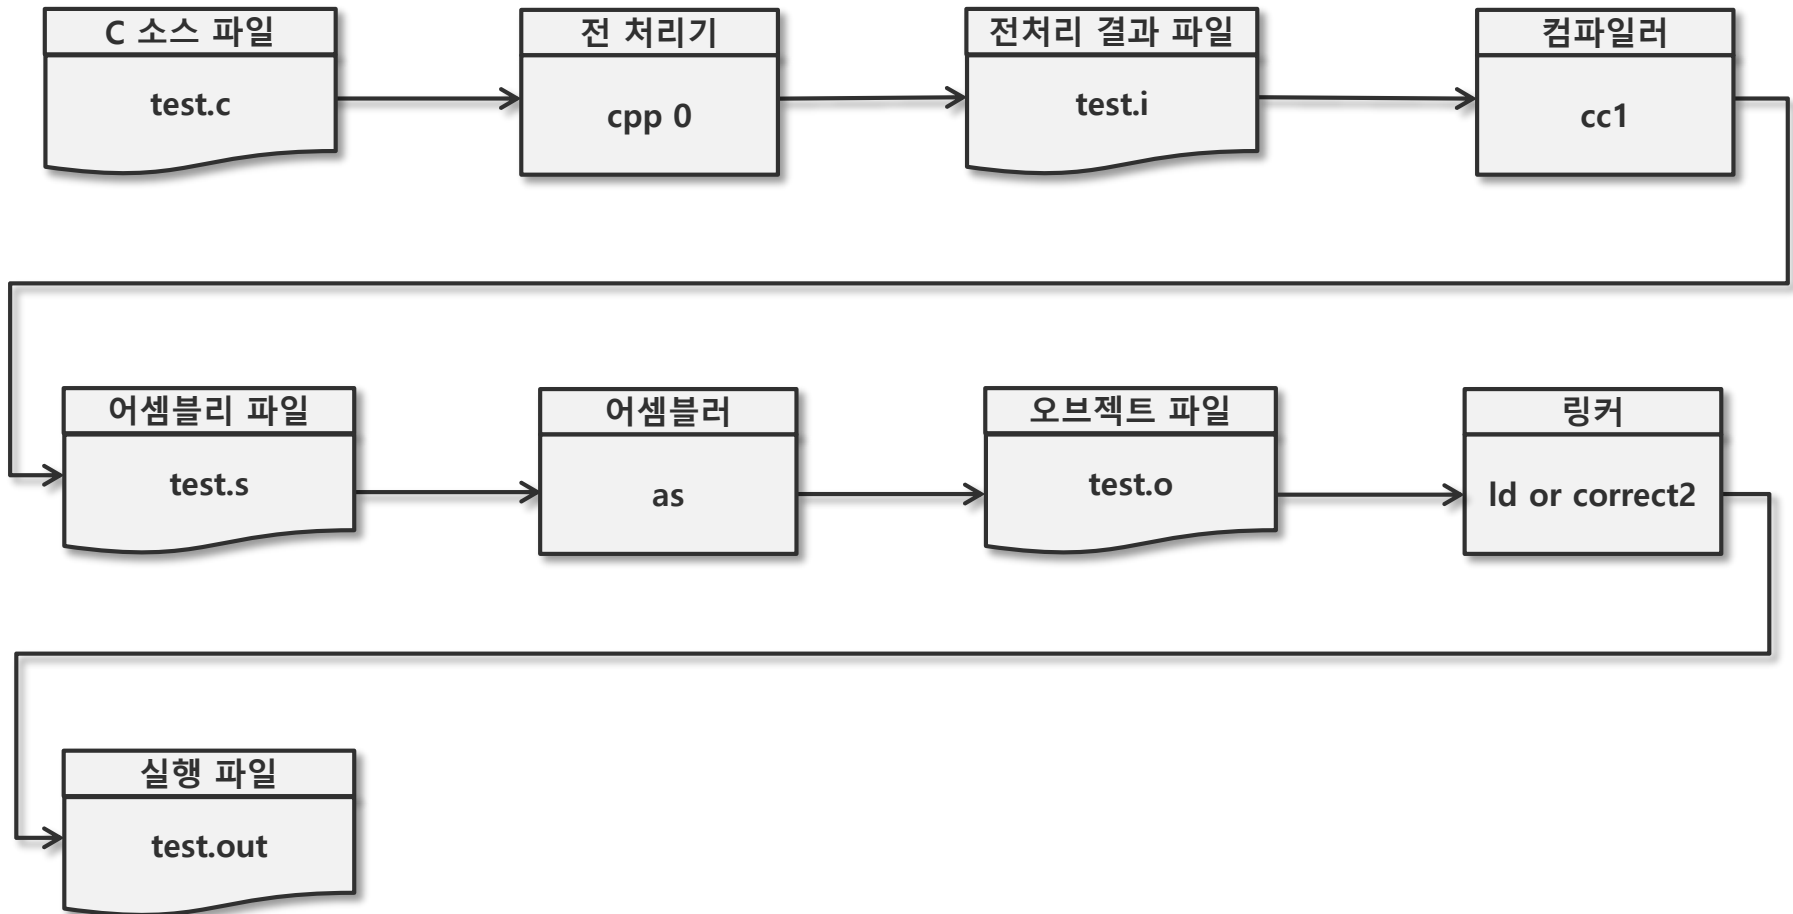 C 소스 파일
test.c
전 처리기
cpp 0
전처리 결과 파일
test.i
컴파일러
cc1
어셈블리 파일
test.s
어셈블러
as
오브젝트 파일
test.o
링커
ld or correct2
실행 파일
test.out